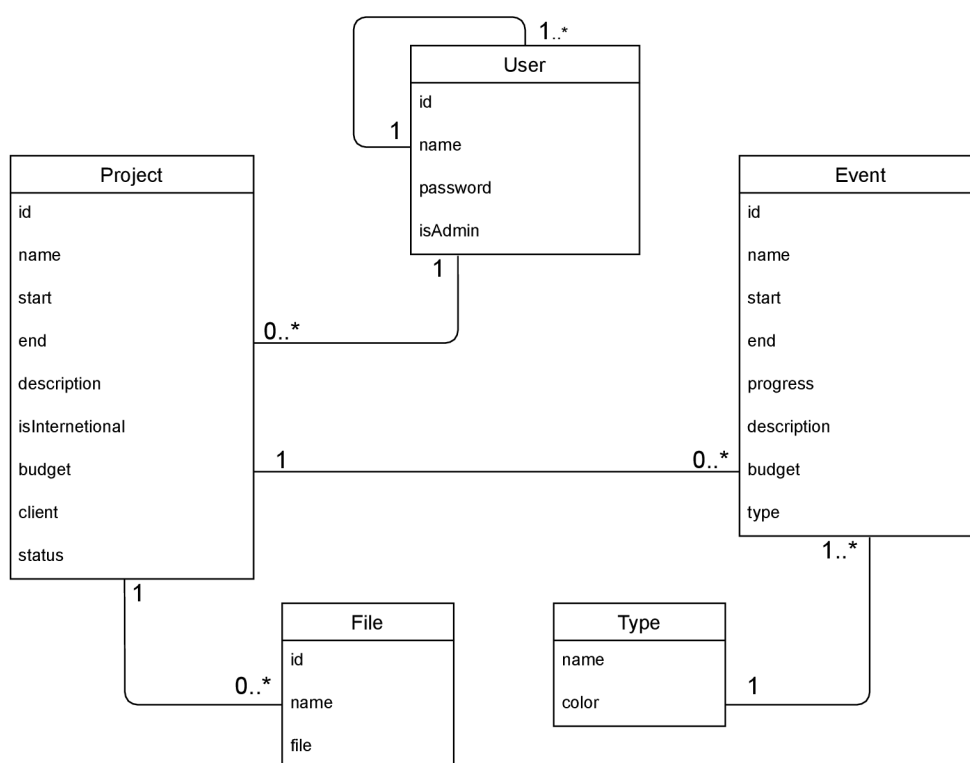 1..*
User
id
1
name
password
isAdmin
1
Project
id
name
start
end
description
isInternetional
budget
client
status
0..*
1
1
Event
id
name
start
end
progress
description
budget
type
0..*
1..*
File
id
name
file
0..*
Type
name
color
1